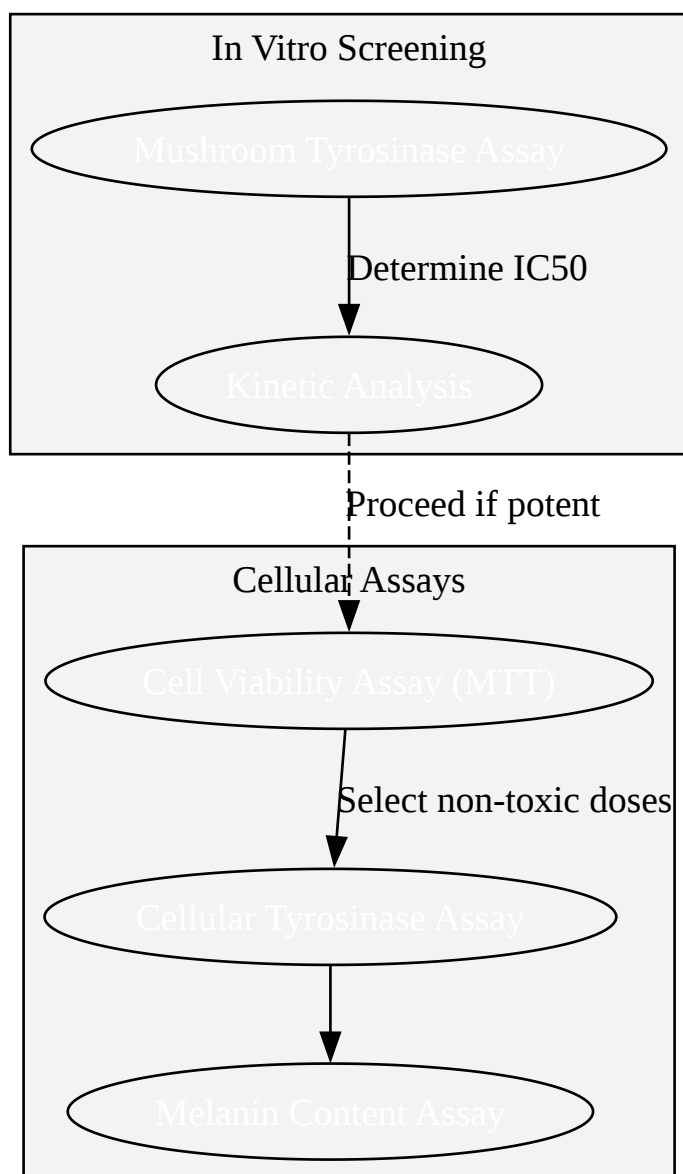 In Vitro Screening
Mushroom Tyrosinase Assay
Determine IC50
Kinetic Analysis
Proceed if potent
Cellular Assays
Cell Viability Assay (MTT)
Select non-toxic doses
Cellular Tyrosinase Assay
Melanin Content Assay